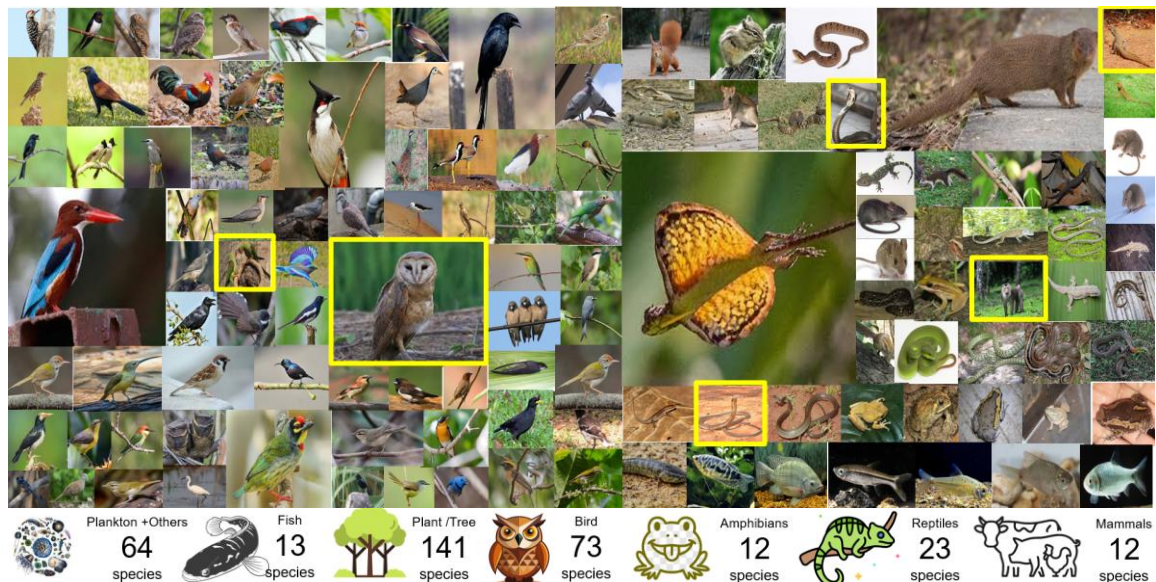 Plankton +Others
64
species
Fish
13
species
Plant /Tree
141
species
Bird
73
species
Amphibians
12
species
Reptiles
23
species
Mammals
12
species